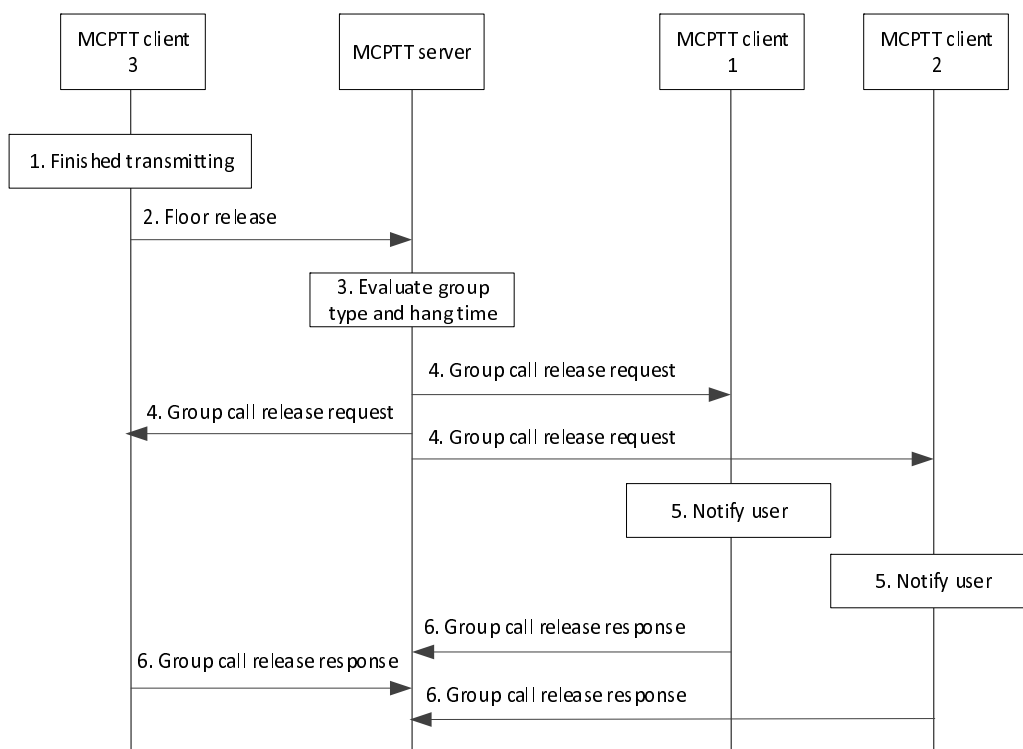 MCPTT client
3
MCPTT server
MCPTT client
1
MCPTT client
2
1. Finished transmitting
2. Floor release
3. Evaluate group
type and hang time
4. Group call release request
4. Group call release request
4. Group call release request
5. Notify user
5. Notify user
6. Group call release response
6. Group call release response
6. Group call release response